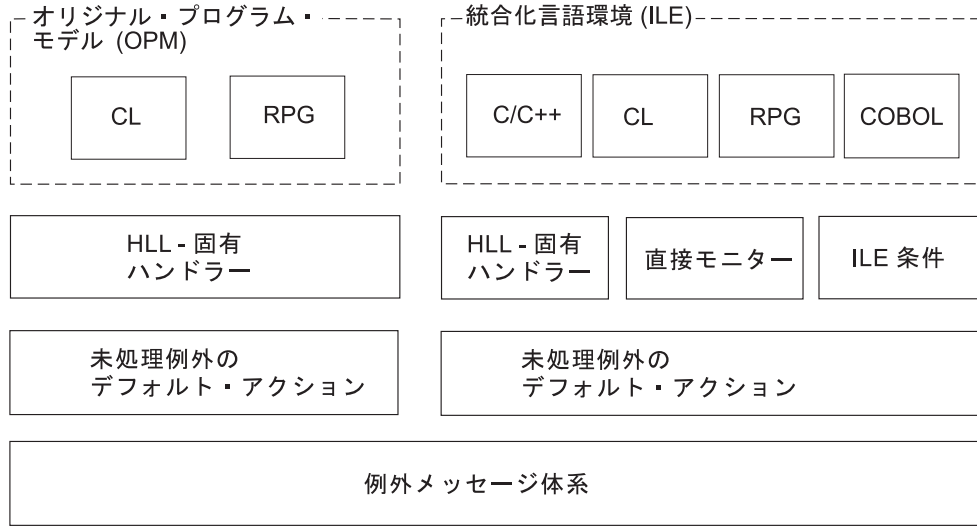 オリジナル・プログラム・
モデル (OPM)
統合化言語環境 (ILE)
CL
RPG
C/C++
CL
RPG
COBOL
HLL - 固有
ハンドラー
HLL - 固有
ハンドラー
直接モニター
ILE 条件
未処理例外の
デフォルト・アクション
未処理例外の
デフォルト・アクション
例外メッセージ体系